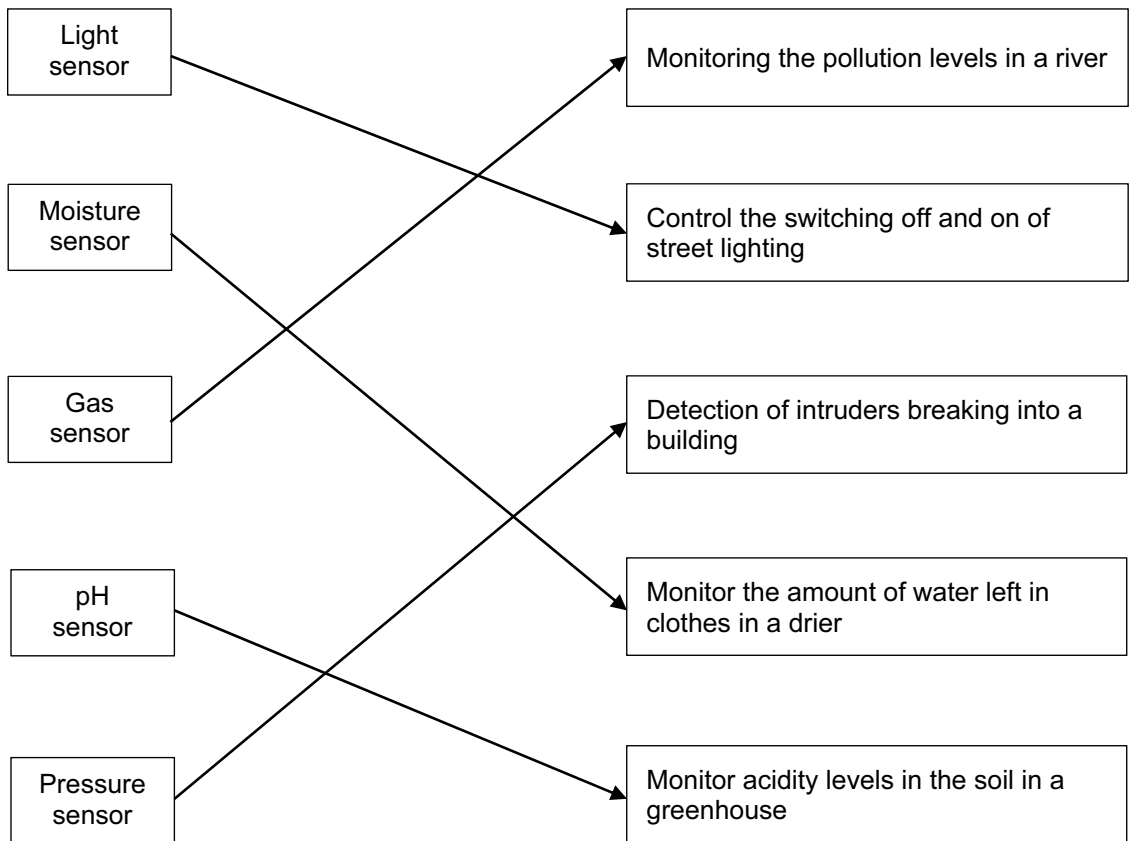 Light
sensor
Monitoring the pollution levels in a river
Moisture
sensor
Control the switching off and on of
street lighting
Gas
sensor
Detection of intruders breaking into a
building
pH
sensor
Monitor the amount of water left in
clothes in a drier
Pressure
sensor
Monitor acidity levels in the soil in a
greenhouse